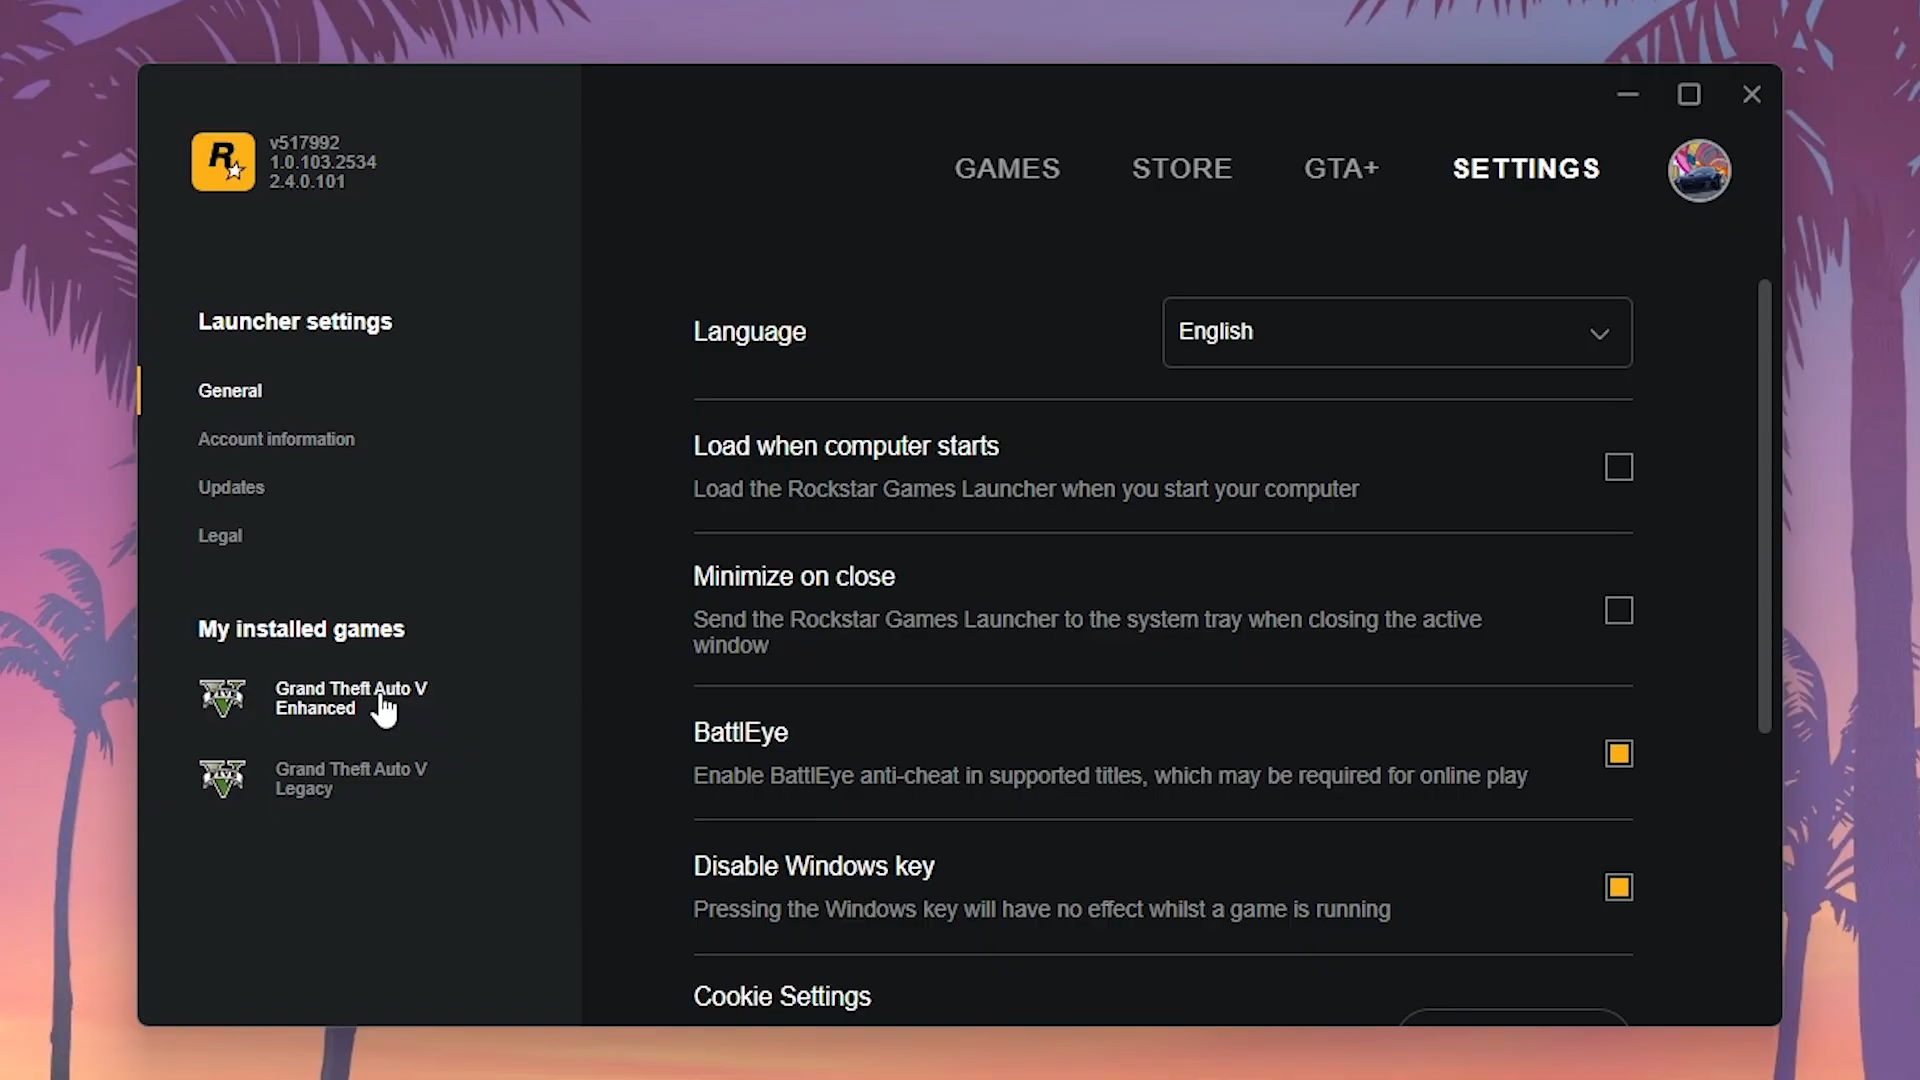 R
v517992
1.0.103.2534
2.4.0.101
GAMES
STORE
GTA+
SETTINGS
Launcher settings
General
Account information
Updates
Legal
My installed games
FIVE
Grand Theft Auto V
Enhanced
FIVE
Grand Theft Auto V
Legacy
Language
English
Load when computer starts
Load the Rockstar Games Launcher when you start your computer
Minimize on close
Send the Rockstar Games Launcher to the system tray when closing the active
window
BattlEye
Enable BattlEye anti-cheat in supported titles, which may be required for online play
Disable Windows key
Pressing the Windows key will have no effect whilst a game is running
Cookie Settings